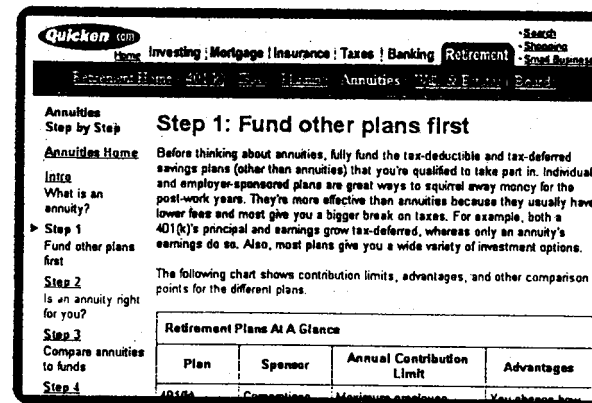 Quicken.com
Home
Investing | Mortgage | Insurance | Taxes | Banking Retirement
· Search
· Shopping
· Small Business
Retirement Home 401(k) Annuities Boards
Annuities
Step by Step
Annuities Home
Intro
What is an
annuity?
Step 1
Fund other plans
first
Step 2
Is an annuity right
for you?
Step 3
Compare annuities
to funds
Step 4
Step 1: Fund other plans first
Before thinking about annuities, fully fund the tax-deductible and tax-deferred
savings plans (other than annuities) that you're qualified to take part in. Individual
and employer-sponsored plans are great ways to squirrel away money for the
post-work years. They're more effective than annuities because they usually have
lower fees and most give you a bigger break on taxes. For example, both a
401(k)'s principal and earnings grow tax-deferred, whereas only an annuity's
earnings do so. Also, most plans give you a wide variety of investment options.
The following chart shows contribution limits, advantages, and other comparison
points for the different plans.
Retirement Plans At A Glance
Plan Sponsor Annual Contribution Limit Advantages
401(k) Corporations Maximum employee You choose how